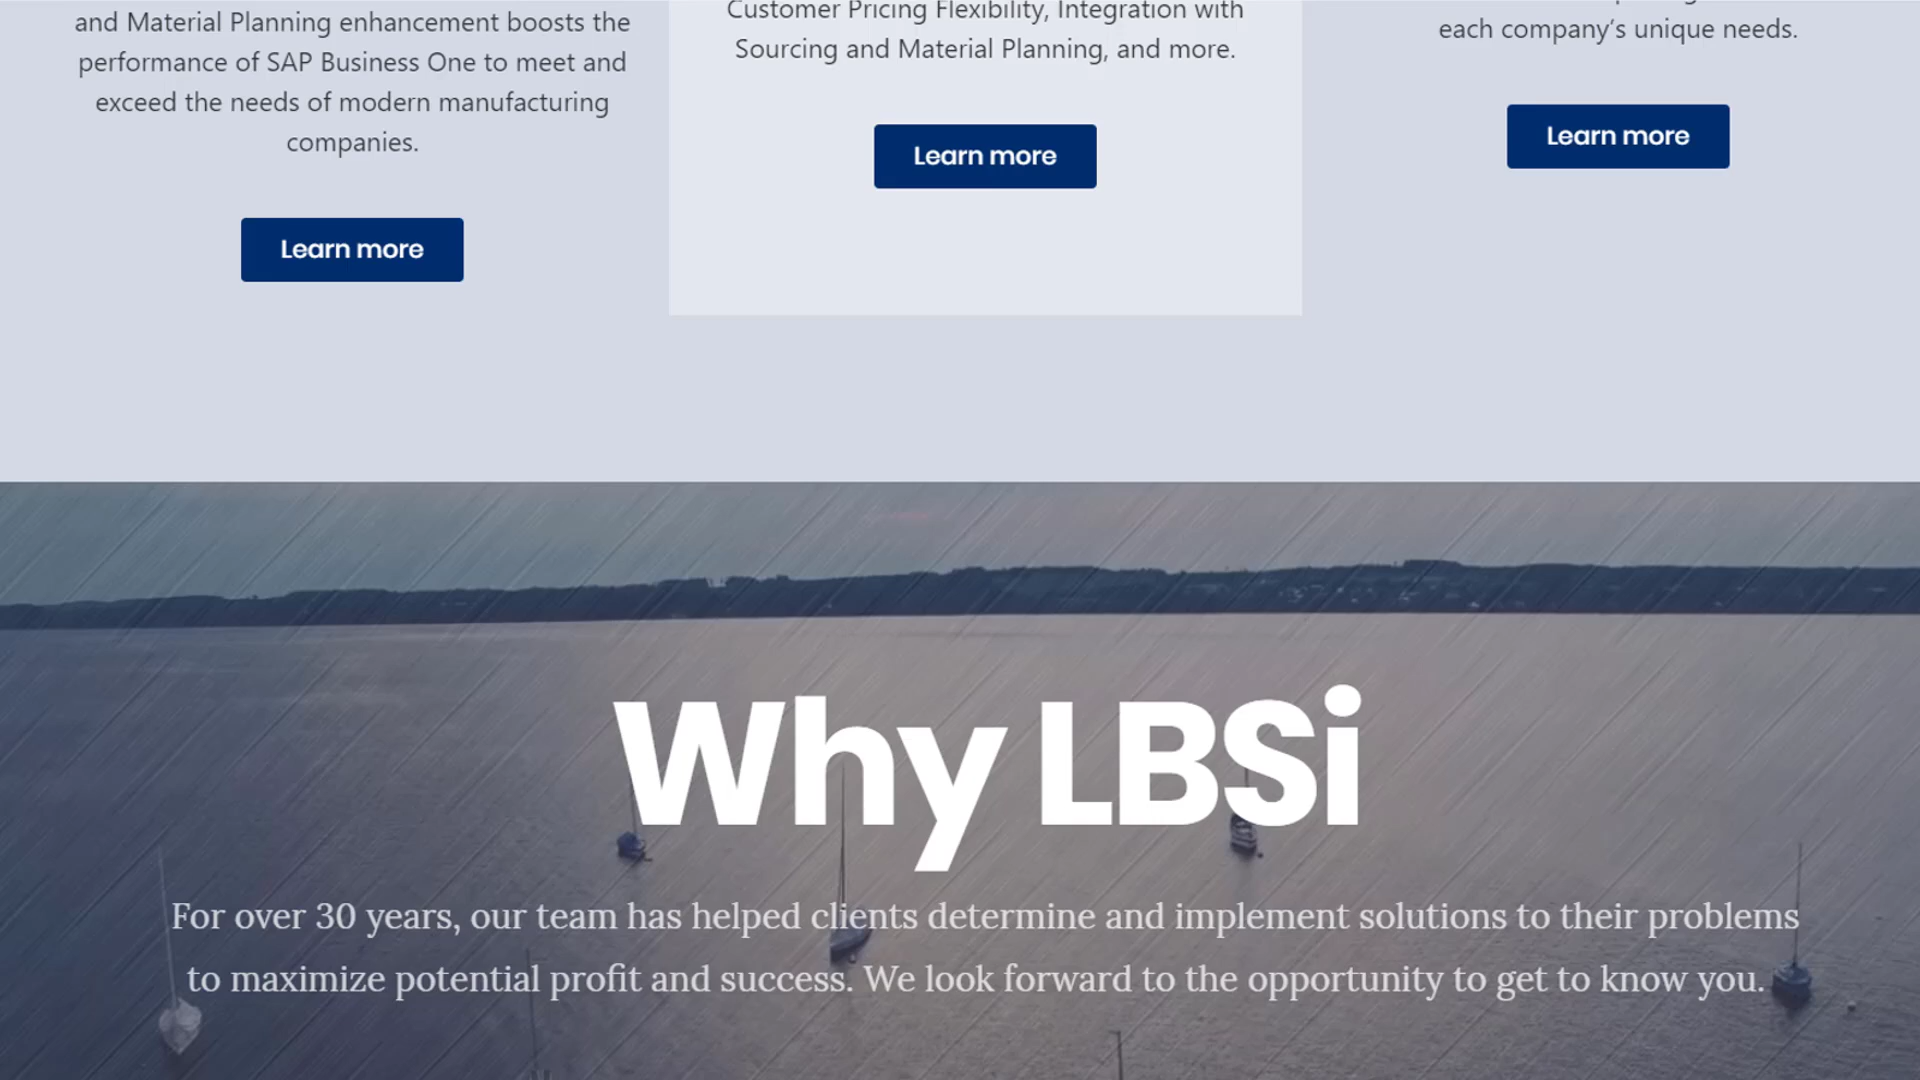 and Material Planning enhancement boosts the
performance of SAP Business One to meet and
exceed the needs of modern manufacturing
companies.
Learn more
Customer Pricing Flexibility, Integration with
Sourcing and Material Planning, and more.
Learn more
each company’s unique needs.
Learn more
Why LBSi
For over 30 years, our team has helped clients determine and implement solutions to their problems
to maximize potential profit and success. We look forward to the opportunity to get to know you.